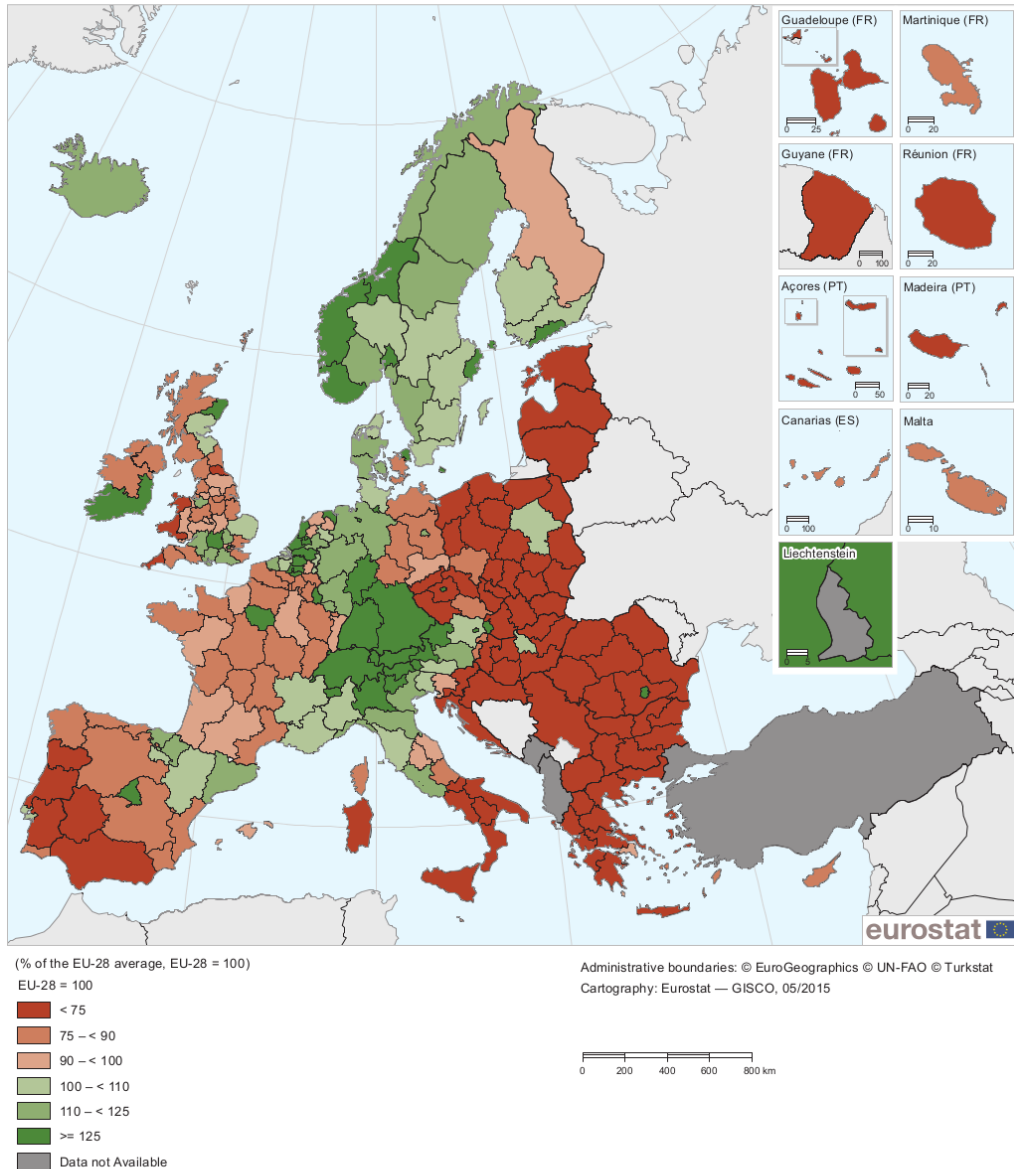 Guadeloupe (FR)
Martinique (FR)
0 25
0 20
Guyane (FR)
Réunion (FR)
0 100
0 20
Açores (PT)
Madeira (PT)
0 50
0 20
Canarias (ES)
Malta
0 100
0 10
Liechtenstein
0 5
eurostat
(% of the EU-28 average, EU-28 = 100)
EU-28 = 100
< 75
75 – < 90
90 – < 100
100 – < 110
110 – < 125
>= 125
Data not Available
Administrative boundaries: © EuroGeographics © UN-FAO © Turkstat
Cartography: Eurostat — GISCO, 05/2015
0 200 400 600 800 km